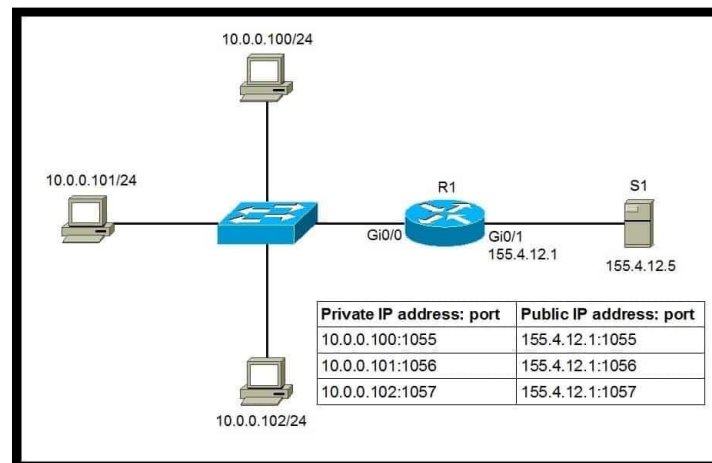 10.0.0.100/24
10.0.0.101/24
R1
S1
Gi0/0
Gi0/1
155.4.12.1
155.4.12.5
10.0.0.102/24
Private IP address: port Public IP address: port
10.0.0.100:1055 155.4.12.1:1055
10.0.0.101:1056 155.4.12.1:1056
10.0.0.102:1057 155.4.12.1:1057